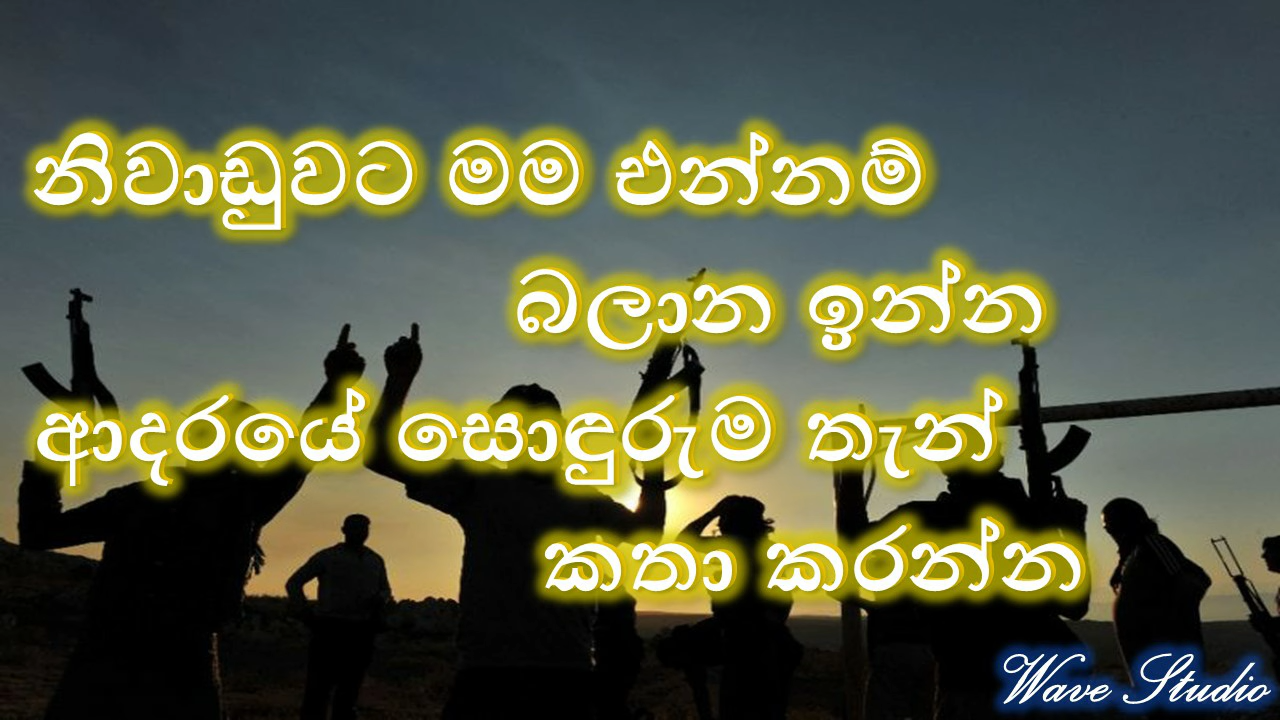 නිවාඩුවට මම එන්නම්
බලාන ඉන්න
ආදරයේ සොඳුරුම තැන්
කතා කරන්න
Wave Studio